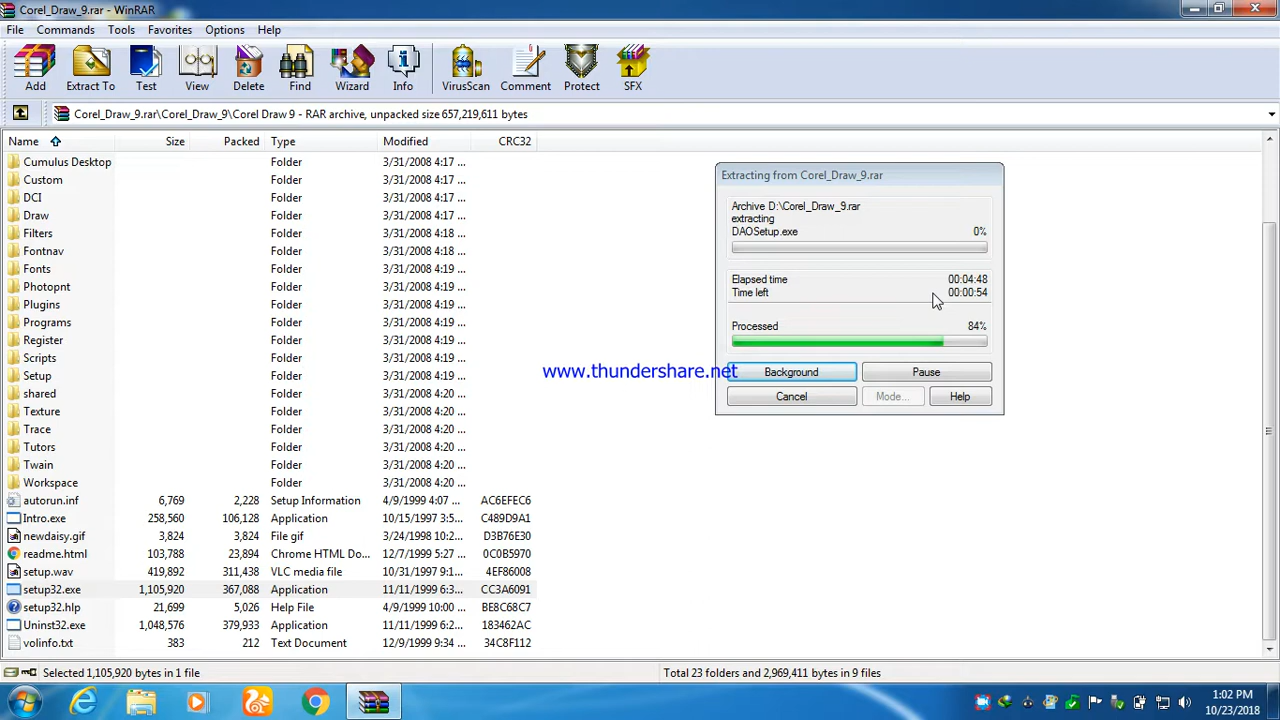 Corel_Draw_9.rar - WinRAR
File Commands Tools Favorites Options Help
Add Extract To Test View Delete Find Wizard Info VirusScan Comment Protect SFX
Corel_Draw_9.rar\Corel_Draw_9\Corel Draw 9 - RAR archive, unpacked size 657,219,611 bytes
Name Size Packed Type Modified CRC32
Cumulus Desktop Folder 3/31/2008 4:17 ...
Custom Folder 3/31/2008 4:17 ...
DCI Folder 3/31/2008 4:17 ...
Draw Folder 3/31/2008 4:17 ...
Filters Folder 3/31/2008 4:18 ...
Fontnav Folder 3/31/2008 4:18 ...
Fonts Folder 3/31/2008 4:19 ...
Photopnt Folder 3/31/2008 4:19 ...
Plugins Folder 3/31/2008 4:19 ...
Programs Folder 3/31/2008 4:19 ...
Register Folder 3/31/2008 4:19 ...
Scripts Folder 3/31/2008 4:19 ...
Setup Folder 3/31/2008 4:19 ...
shared Folder 3/31/2008 4:19 ...
Texture Folder 3/31/2008 4:20 ...
Trace Folder 3/31/2008 4:20 ...
Tutors Folder 3/31/2008 4:20 ...
Twain Folder 3/31/2008 4:20 ...
Workspace Folder 3/31/2008 4:20 ...
autorun.inf 6,769 2,228 Setup Information 4/9/1999 4:07 ... AC6EFEC6
Intro.exe 258,560 106,128 Application 10/15/1997 3:5... C489D9A1
newdaisy.gif 3,824 3,824 File gif 3/24/1998 10:2... D3B76E30
readme.html 103,788 23,894 Chrome HTML Do... 12/7/1999 5:27 ... 0C0B5970
setup.wav 419,892 311,438 VLC media file 10/31/1997 9:1... 4EF86008
setup32.exe 1,105,920 367,088 Application 11/11/1999 6:3... CC3A6091
setup32.hlp 21,699 5,026 Help File 4/9/1999 10:00 ... BE8C68C7
Uninst32.exe 1,048,576 379,933 Application 11/11/1999 6:2... 183462AC
volinfo.txt 383 212 Text Document 12/9/1999 9:34 ... 34C8F112
Extracting from Corel_Draw_9.rar
Archive D:\Corel_Draw_9.rar
extracting
DAOSetup.exe 0%
Elapsed time 00:04:48
Time left 00:00:54
Processed 84%
www.thundershare.net
Background Pause
Cancel Mode... Help
Selected 1,105,920 bytes in 1 file
Total 23 folders and 2,969,411 bytes in 9 files
1:02 PM
10/23/2018